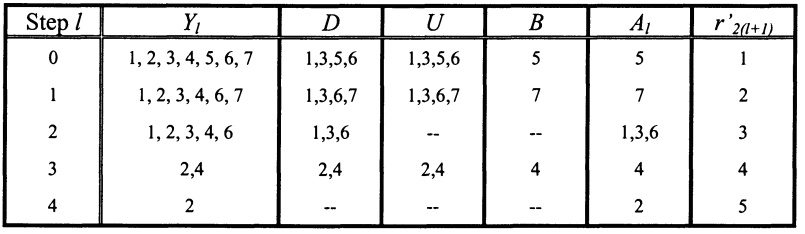 Step l Y_l D U B A_l r'_2(l+1)
0 1, 2, 3, 4, 5, 6, 7 1,3,5,6 1,3,5,6 5 5 1
1 1, 2, 3, 4, 6, 7 1,3,6,7 1,3,6,7 7 7 2
2 1, 2, 3, 4, 6 1,3,6 -- -- 1,3,6 3
3 2,4 2,4 2,4 4 4 4
4 2 -- -- -- 2 5